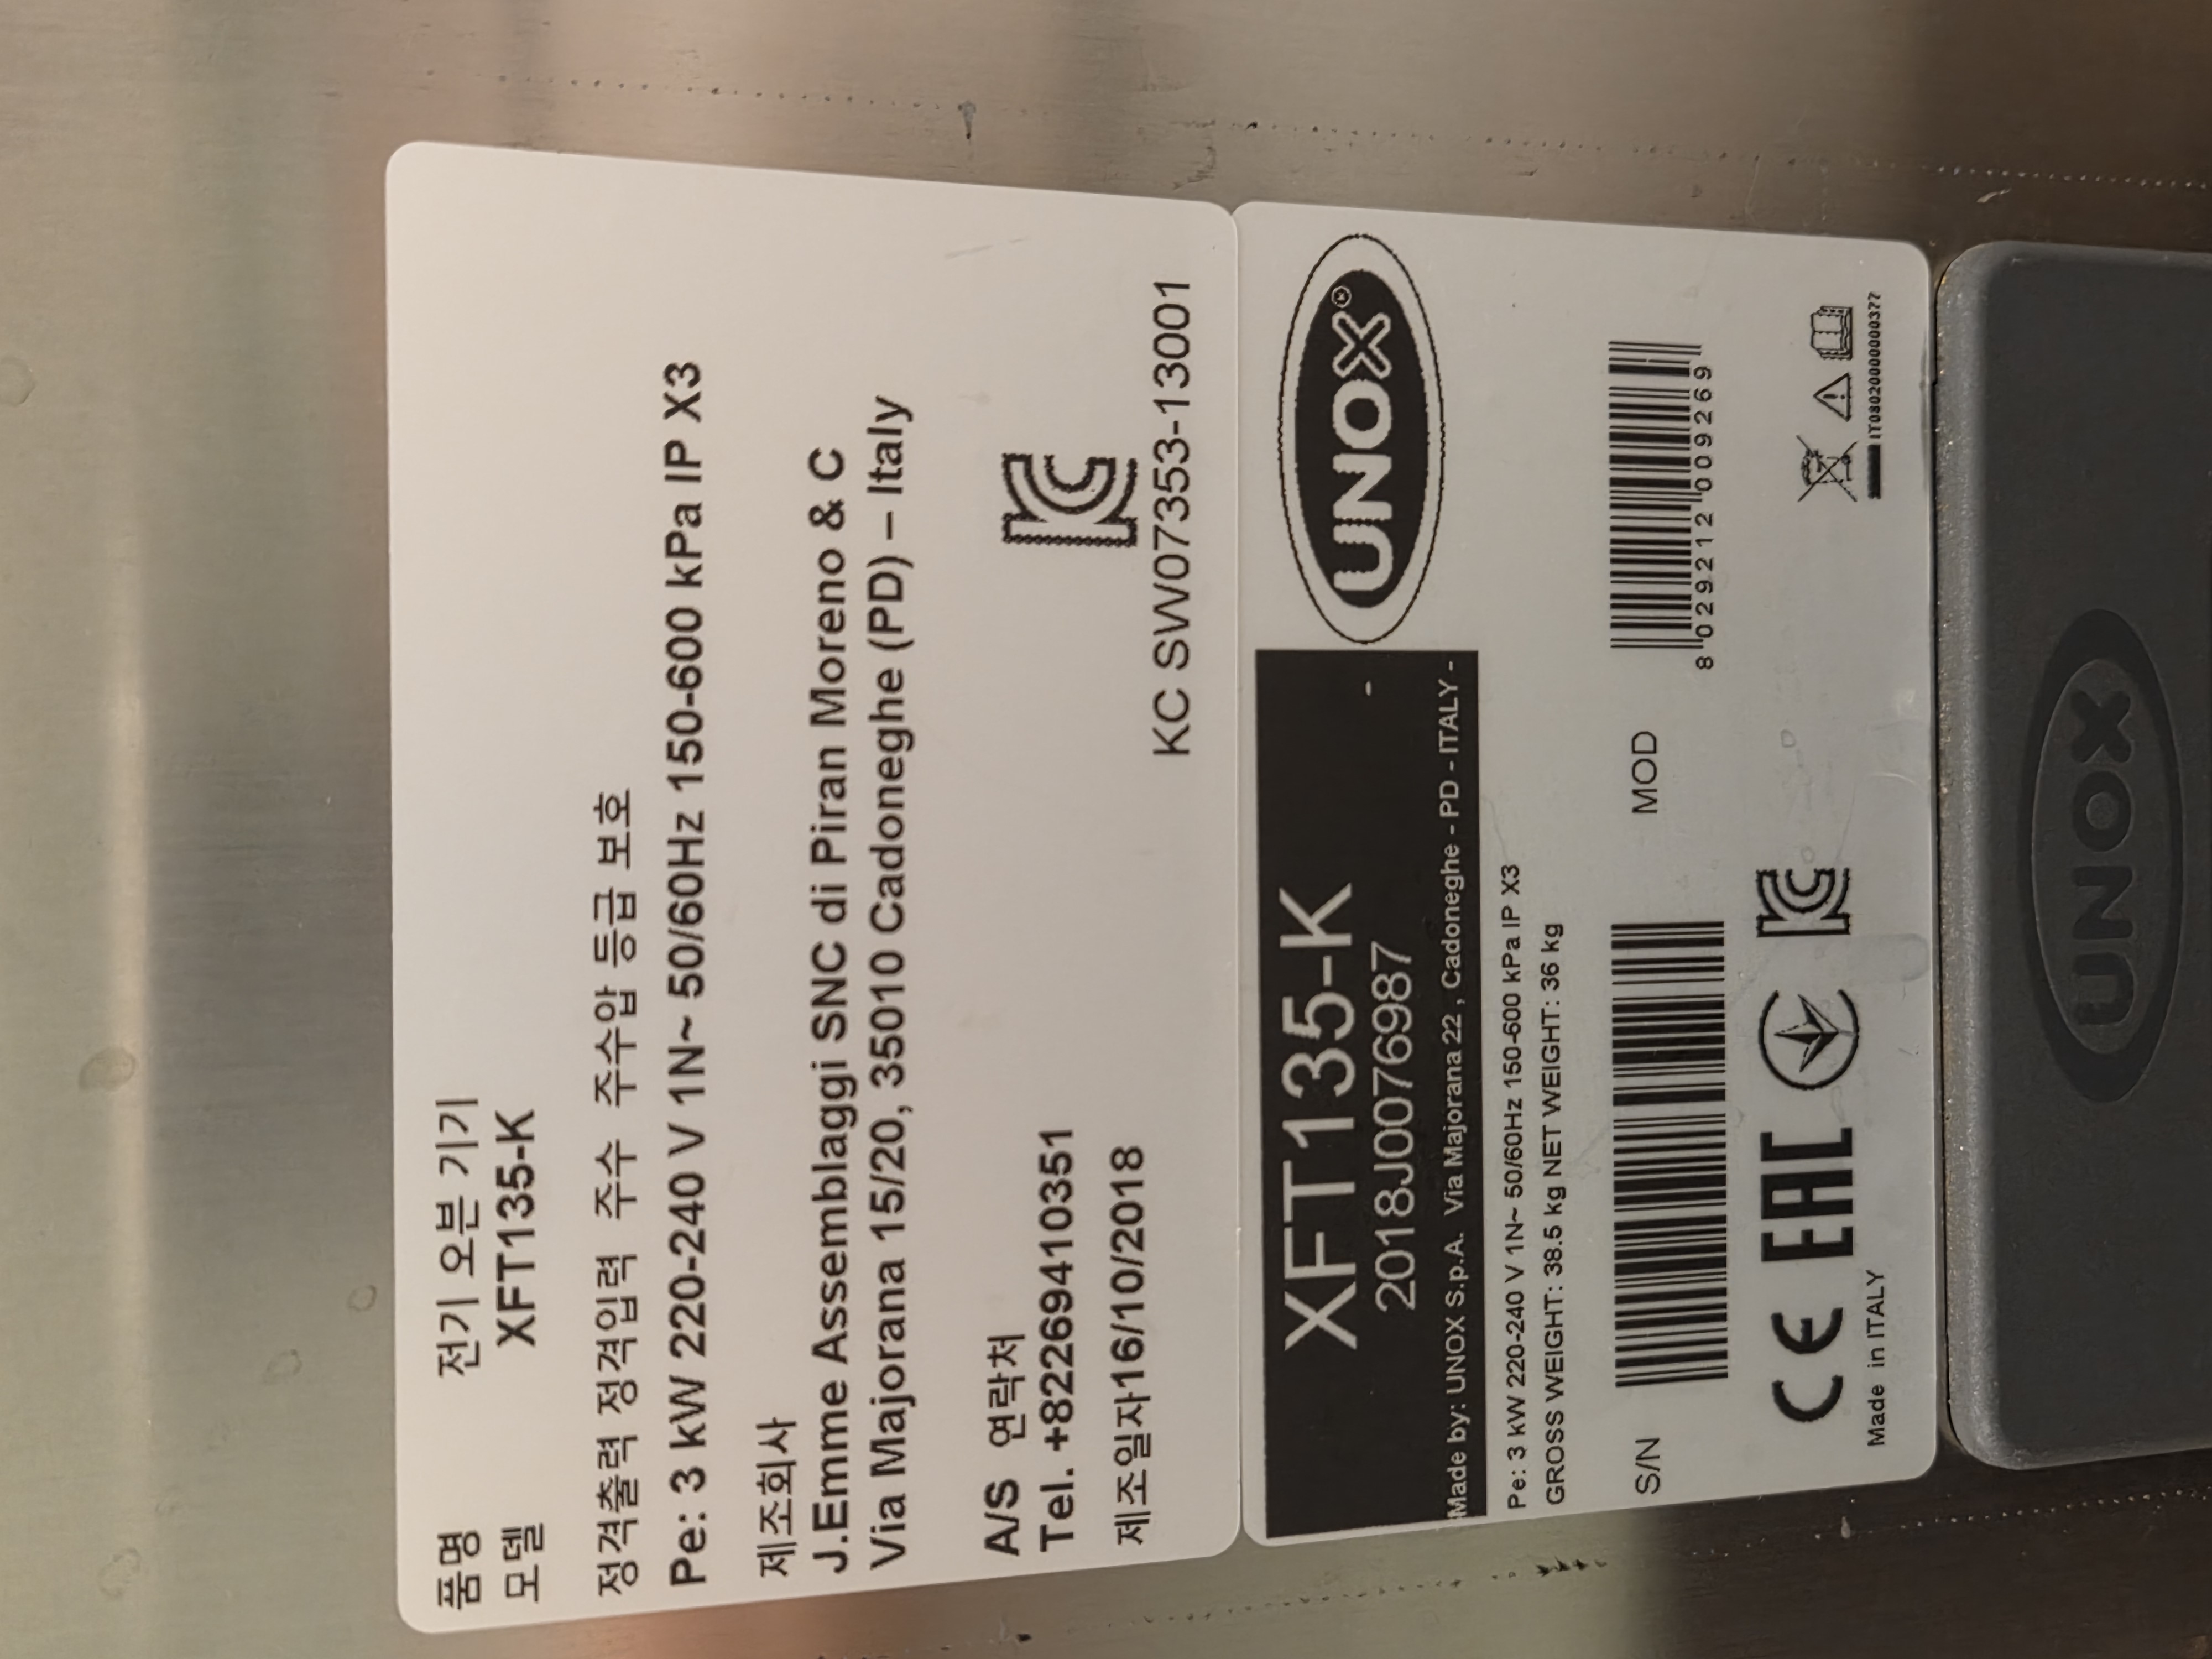 품명 전기 오븐 기기
모델 XFT135-K
정격출력 정격입력 주수 주수압 등급 보호
Pe: 3 kW 220-240 V 1N~ 50/60Hz 150-600 kPa IP X3
제조회사
J.Emme Assemblaggi SNC di Piran Moreno & C
Via Majorana 15/20, 35010 Cadoneghe (PD) – Italy
A/S 연락처
Tel. +82269410351
제조일자16/10/2018
KC SW07353-13001
XFT135-K
2018J0076987 -
Made by: UNOX S.p.A. Via Majorana 22 , Cadoneghe - PD - ITALY -
UNOX®
Pe: 3 kW 220-240 V 1N~ 50/60Hz 150-600 kPa IP X3
GROSS WEIGHT: 38.5 kg NET WEIGHT: 36 kg
S/N
MOD
8 029212 009269
CE EAC KC
Made in ITALY
IT08020000000377
UNOX